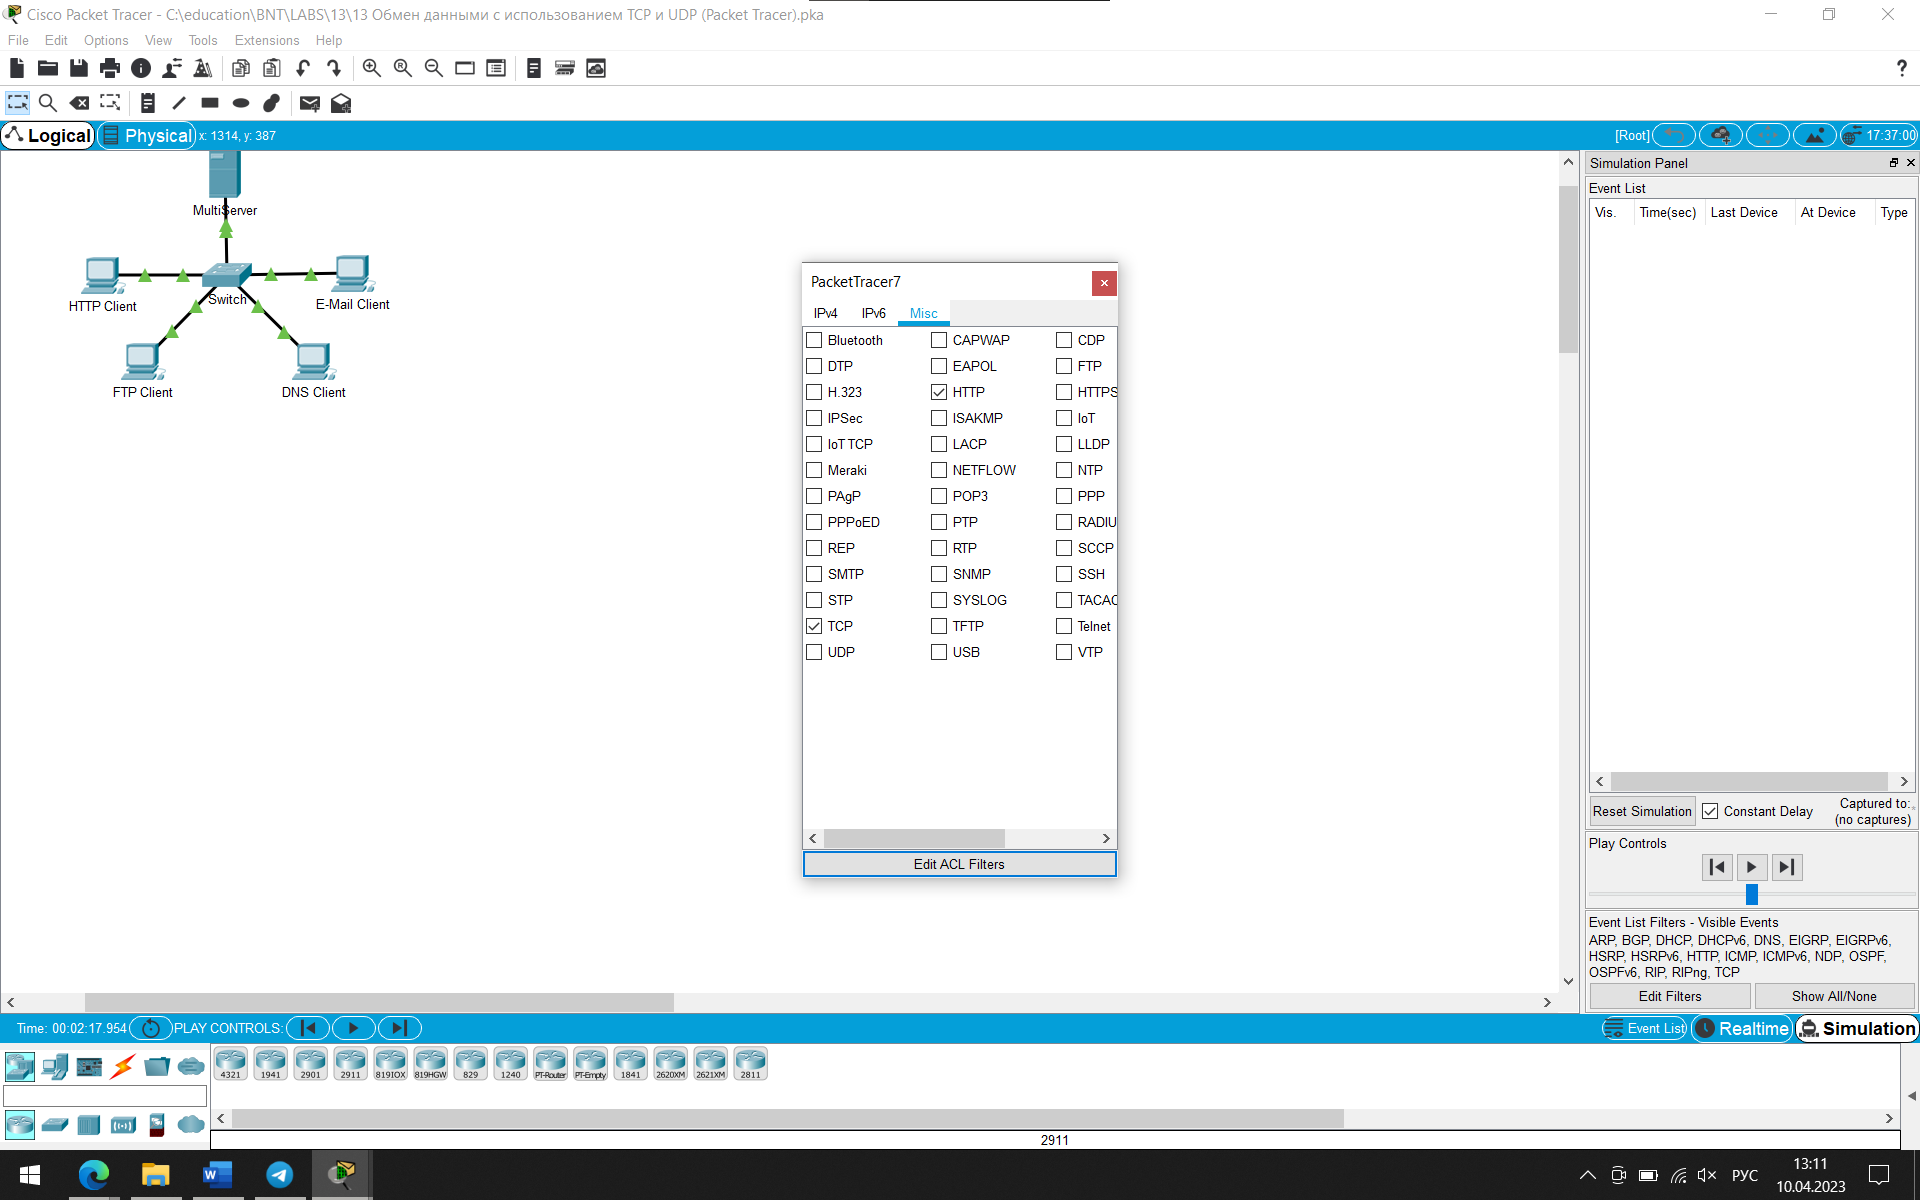 Cisco Packet Tracer - C:\education\BNT\LABS\13\13 Обмен данными с использованием TCP и UDP (Packet Tracer).pka
File Edit Options View Tools Extensions Help
Logical Physical x: 1314, y: 387
[Root] 17:37:00
MultiServer
HTTP Client
Switch
E-Mail Client
FTP Client
DNS Client
PacketTracer7
IPv4 IPv6 Misc
Bluetooth CAPWAP CDP
DTP EAPOL FTP
H.323 HTTP HTTPS
IPSec ISAKMP IoT
IoT TCP LACP LLDP
Meraki NETFLOW NTP
PAgP POP3 PPP
PPPoED PTP RADIU
REP RTP SCCP
SMTP SNMP SSH
STP SYSLOG TACAC
TCP TFTP Telnet
UDP USB VTP
Edit ACL Filters
Simulation Panel
Event List
Vis. Time(sec) Last Device At Device Type
Reset Simulation Constant Delay
Captured to:
(no captures)
Play Controls
Event List Filters - Visible Events
ARP, BGP, DHCP, DHCPv6, DNS, EIGRP, EIGRPv6,
HSRP, HSRPv6, HTTP, ICMP, ICMPv6, NDP, OSPF,
OSPFv6, RIP, RIPng, TCP
Edit Filters Show All/None
Time: 00:02:17.954 PLAY CONTROLS:
Event List Realtime Simulation
4321 1941 2901 2911 819IOX 819HGW 829 1240 PT-Router PT-Empty 1841 2620XM 2621XM 2811
2911
РУС
13:11
10.04.2023